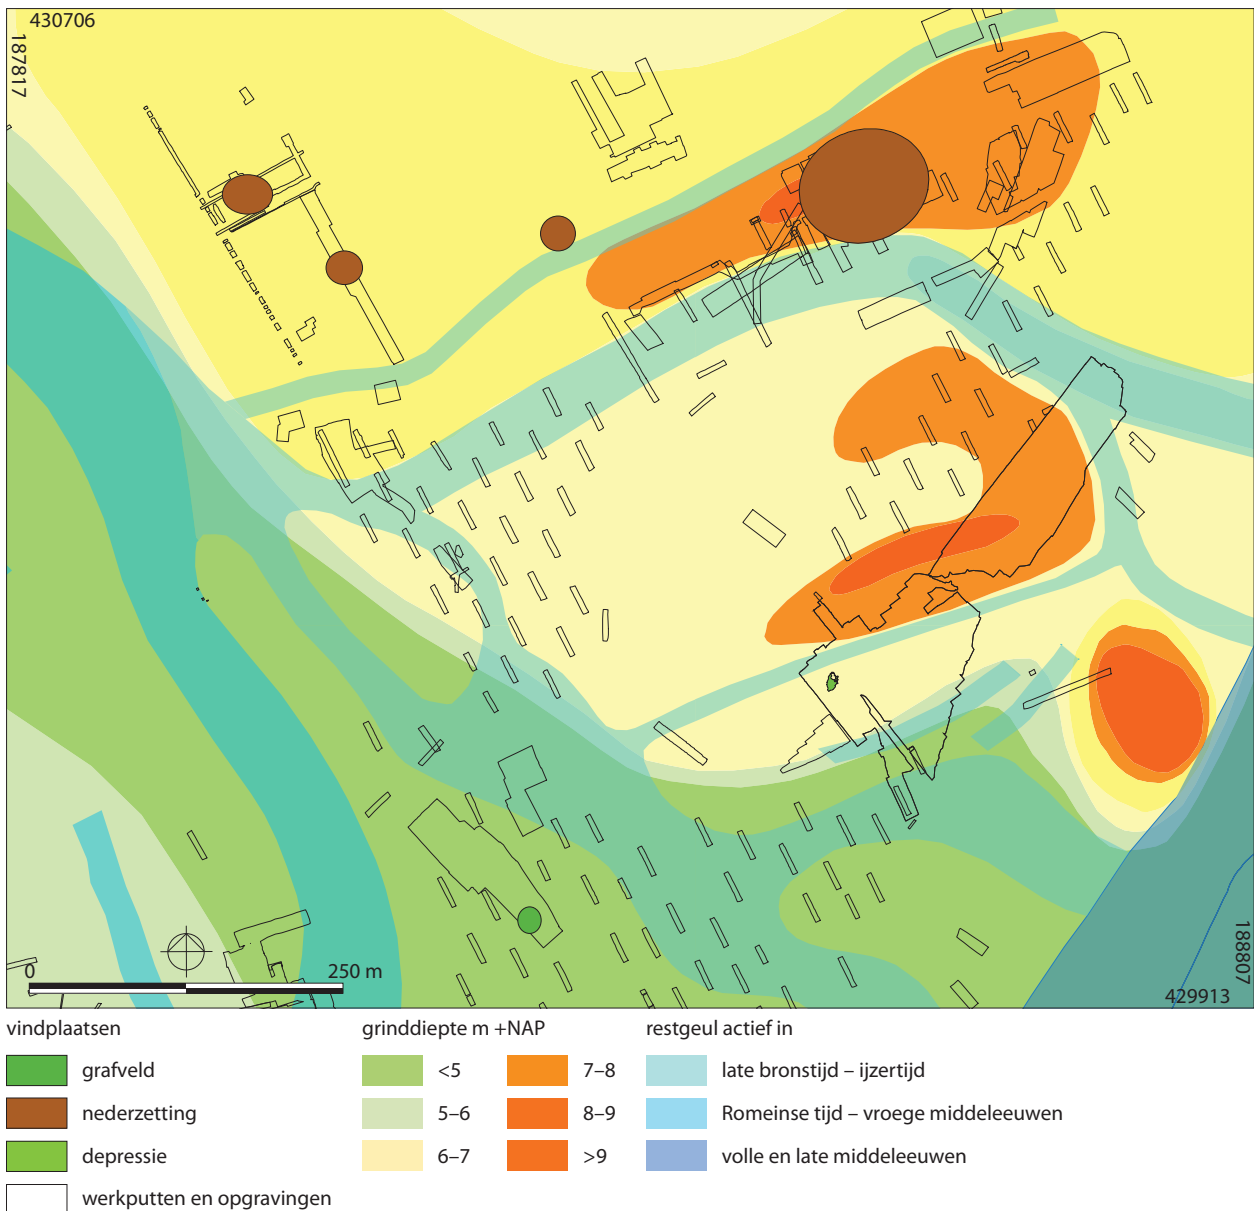 430706
187817
0
250 m
188807
429913
vindplaatsen
grafveld
nederzetting
depressie
werkputten en opgravingen
grinddiepte m +NAP
<5
5–6
6–7
7–8
8–9
>9
restgeul actief in
late bronstijd – ijzertijd
Romeinse tijd – vroege middeleeuwen
volle en late middeleeuwen